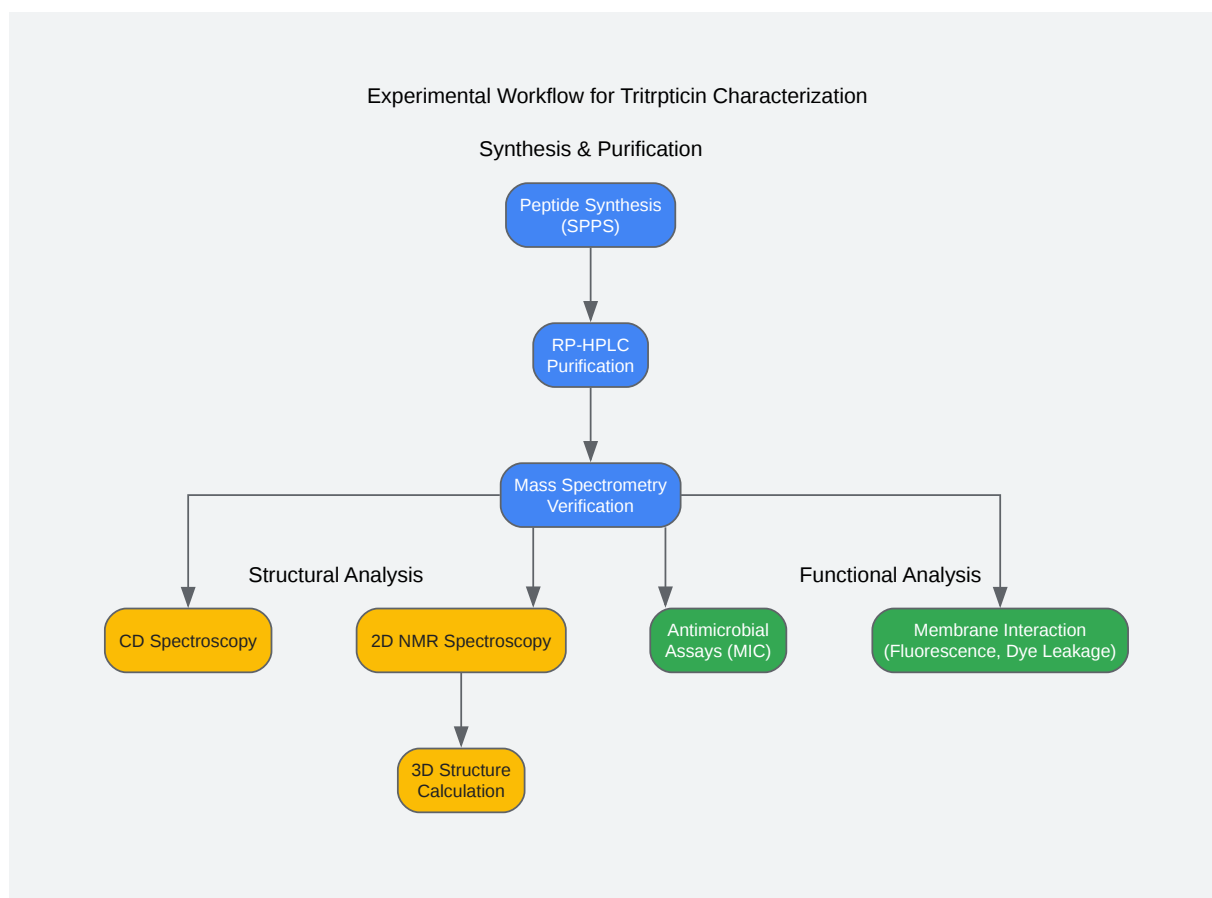 Experimental Workflow for Tritrpticin Characterization
Synthesis & Purification
Peptide Synthesis
(SPPS)
RP-HPLC
Purification
Mass Spectrometry
Verification
Structural Analysis
Functional Analysis
CD Spectroscopy
2D NMR Spectroscopy
Antimicrobial
Assays (MIC)
Membrane Interaction
(Fluorescence, Dye Leakage)
3D Structure
Calculation